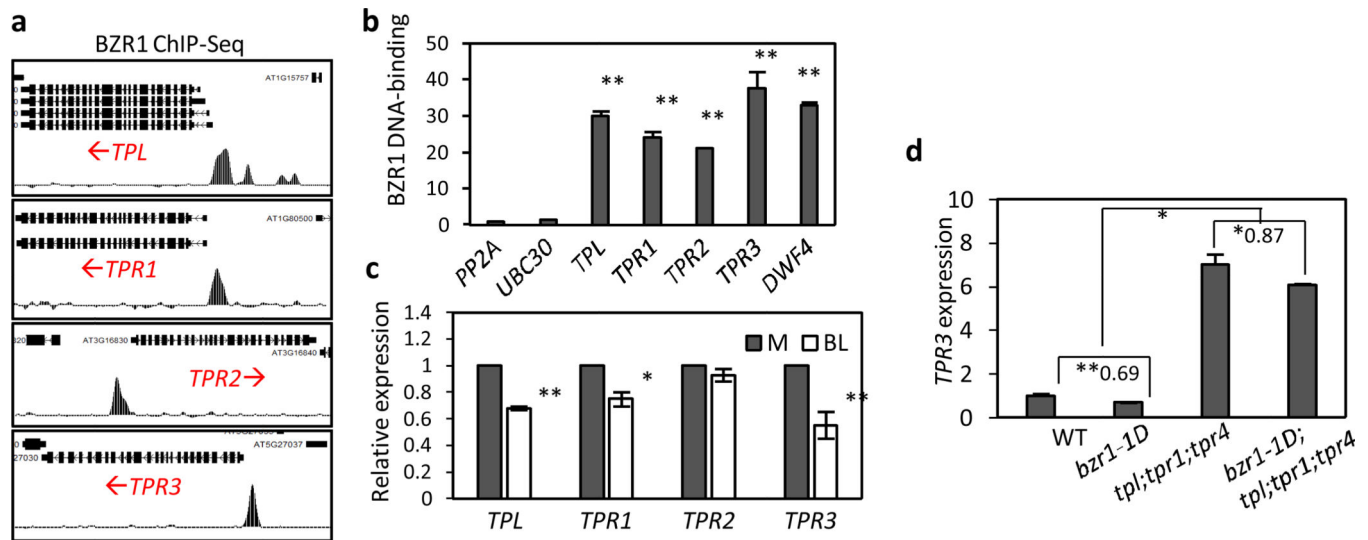 a
BZR1 ChIP-Seq
AT1G15757
←TPL
AT1G80500
←TPR1
AT3G16830
AT3G16840
TPR2→
AT5G27037
27030
←TPR3
b
BZR1 DNA-binding
50
40
30
20
10
0
** ** ** ** **
PP2A UBC30 TPL TPR1 TPR2 TPR3 DWF4
c
Relative expression
1.4
1.2
1
0.8
0.6
0.4
0.2
0
M BL
** * **
TPL TPR1 TPR2 TPR3
d
TPR3 expression
10
8
6
4
2
0
*
*0.87
**0.69
WT
bzr1-1D
tpl;tpr1;tpr4
bzr1-1D;
tpl;tpr1;tpr4